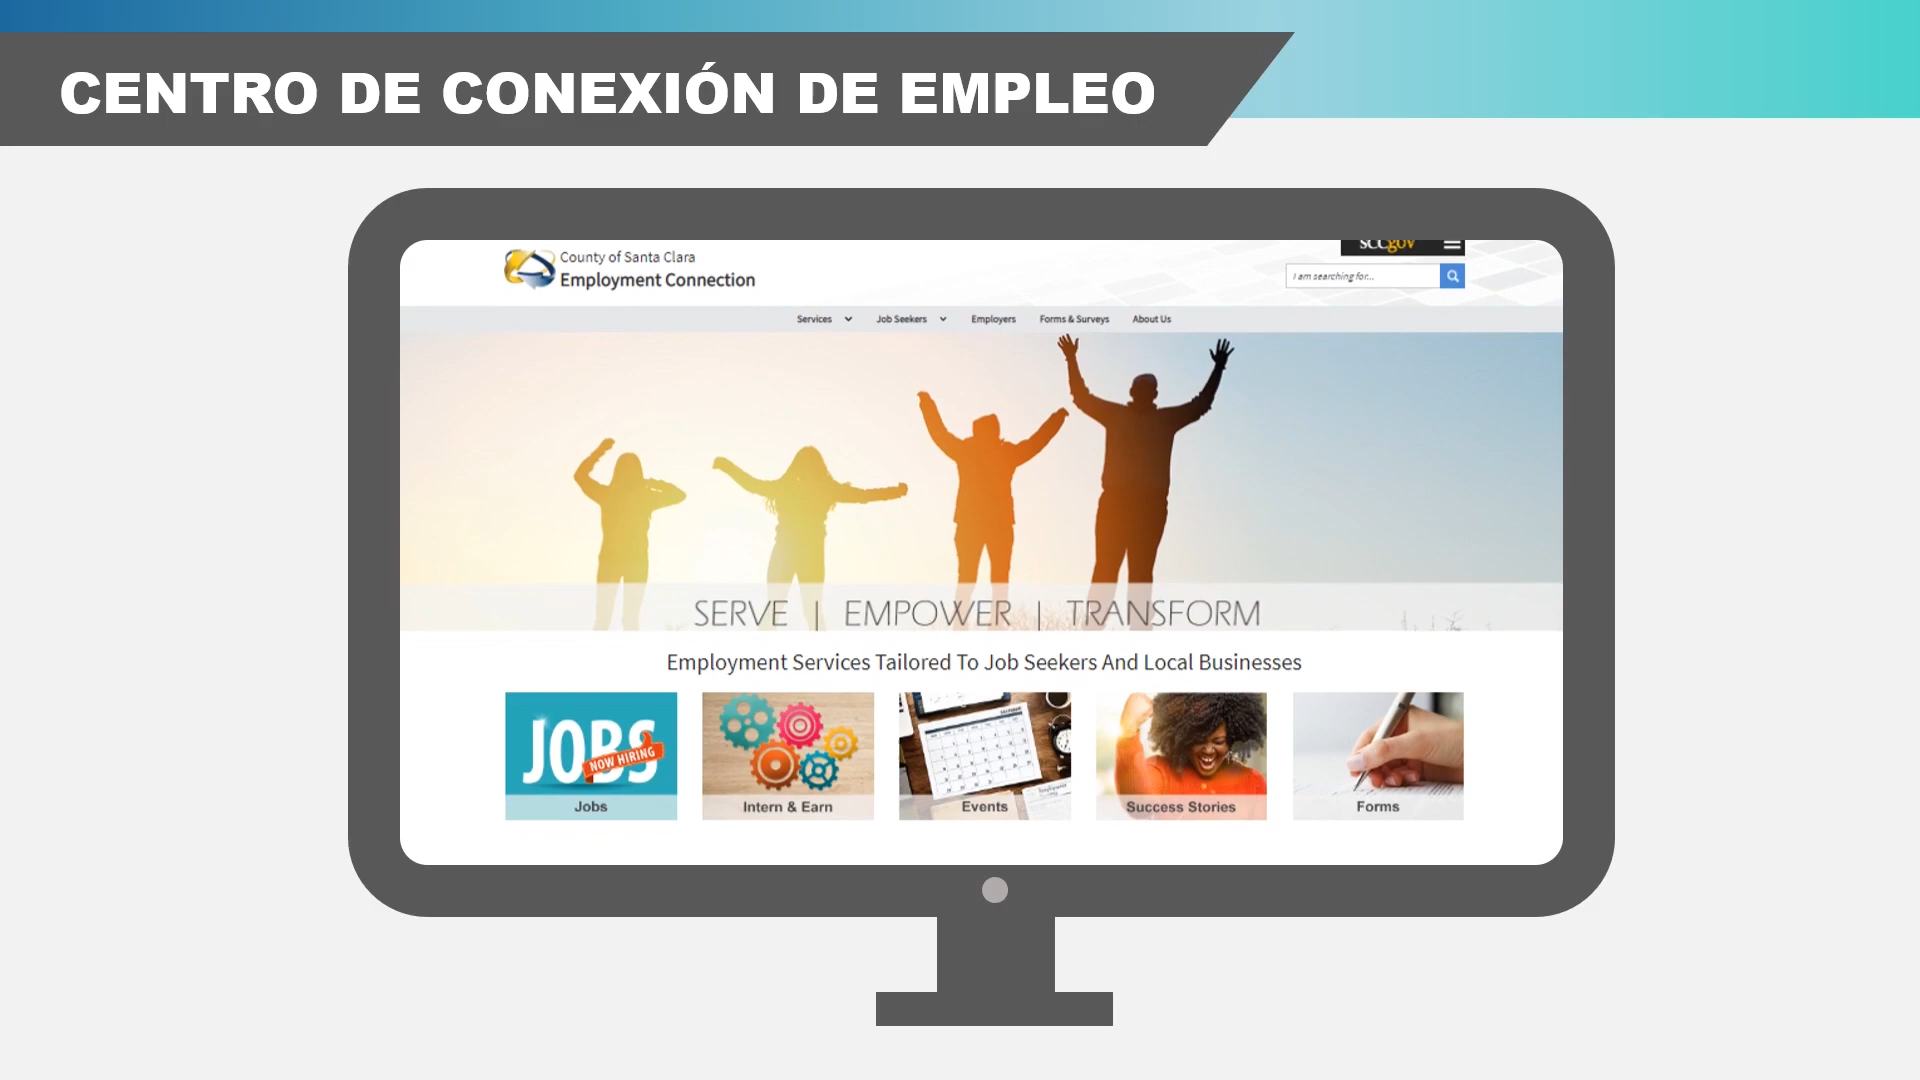 CENTRO DE CONEXIÓN DE EMPLEO
SCCgov
County of Santa Clara
Employment Connection
I am searching for...
Services Job Seekers Employers Forms & Surveys About Us
SERVE | EMPOWER | TRANSFORM
Employment Services Tailored To Job Seekers And Local Businesses
JOBS
NOW HIRING
Jobs Intern & Earn Events Success Stories Forms